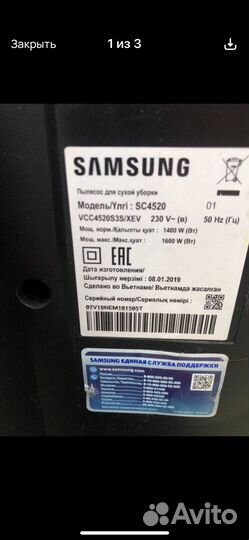 Закрыть
1 из 3
SAMSUNG
Пылесос для сухой уборки
Модель/Үлгі : SC4520 01
VCC4520S3S/XEV 230 V~ (в) 50 Hz (Гц)
Мощ. норм./Қалыпты қуат : 1400 W (Вт)
Мощ. макс./Макс.қуат : 1600 W (Вт)
EAC
Дата изготовления/
Шығарылу мерзімі : 08.01.2019
Сделано во Вьетнаме/ Вьетнамда жасалған
Серийный номер/Сериялық нөмірі :
07V10NEM101505T
SAMSUNG ЕДИНАЯ СЛУЖБА ПОДДЕРЖКИ
www.samsung.com
Avito